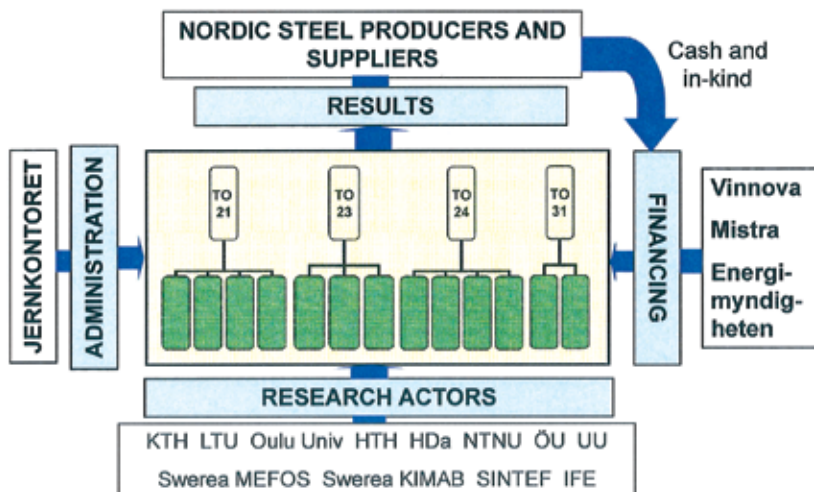 NORDIC STEEL PRODUCERS AND
SUPPLIERS
Cash and
in-kind
RESULTS
JERNKONTORET
ADMINISTRATION
TO
21
TO
23
TO
24
TO
31
FINANCING
Vinnova
Mistra
Energi-
myndig-
heten
RESEARCH ACTORS
KTH LTU Oulu Univ HTH HDa NTNU ÖU UU
Swerea MEFOS Swerea KIMAB SINTEF IFE